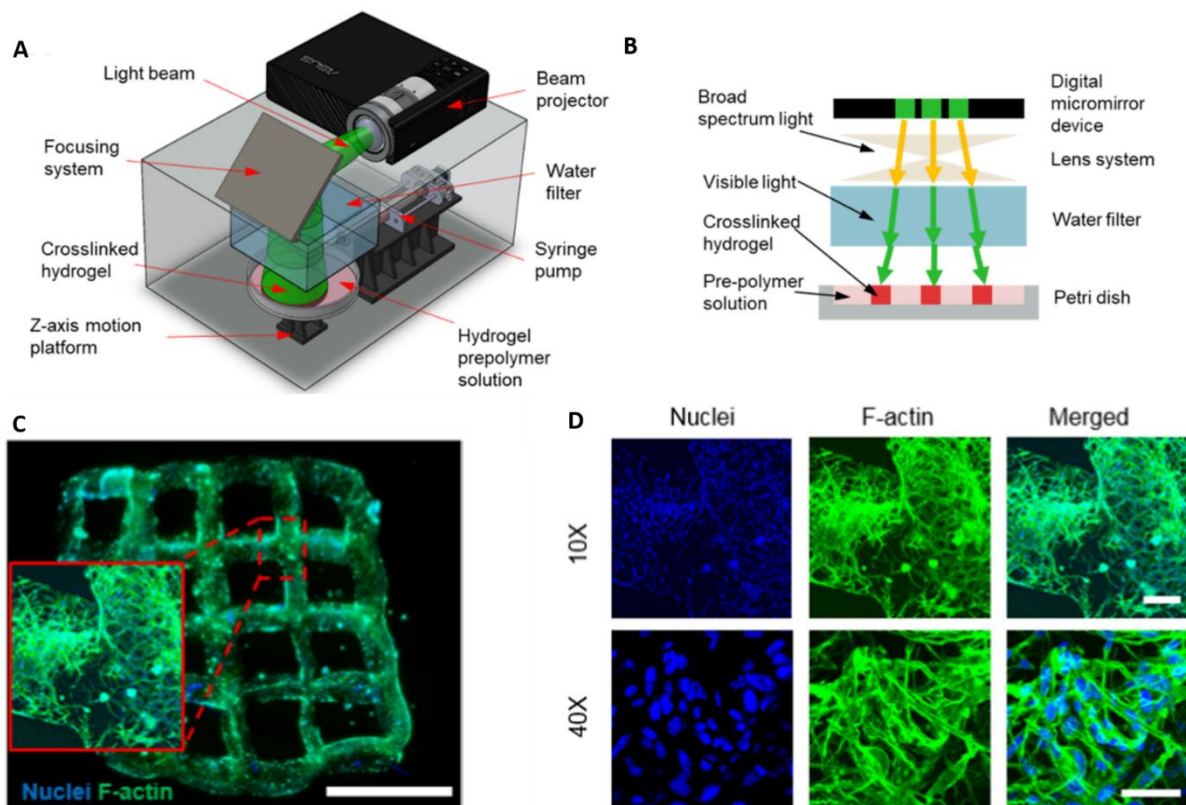 A
Light beam
ASUS
Beam
projector
Focusing
system
Water
filter
Crosslinked
hydrogel
Syringe
pump
Z-axis motion
platform
Hydrogel
prepolymer
solution
B
Broad
spectrum light
Digital
micromirror
device
Lens system
Visible light
Water filter
Crosslinked
hydrogel
Pre-polymer
solution
Petri dish
C
Nuclei F-actin
D
Nuclei
F-actin
Merged
10X
40X